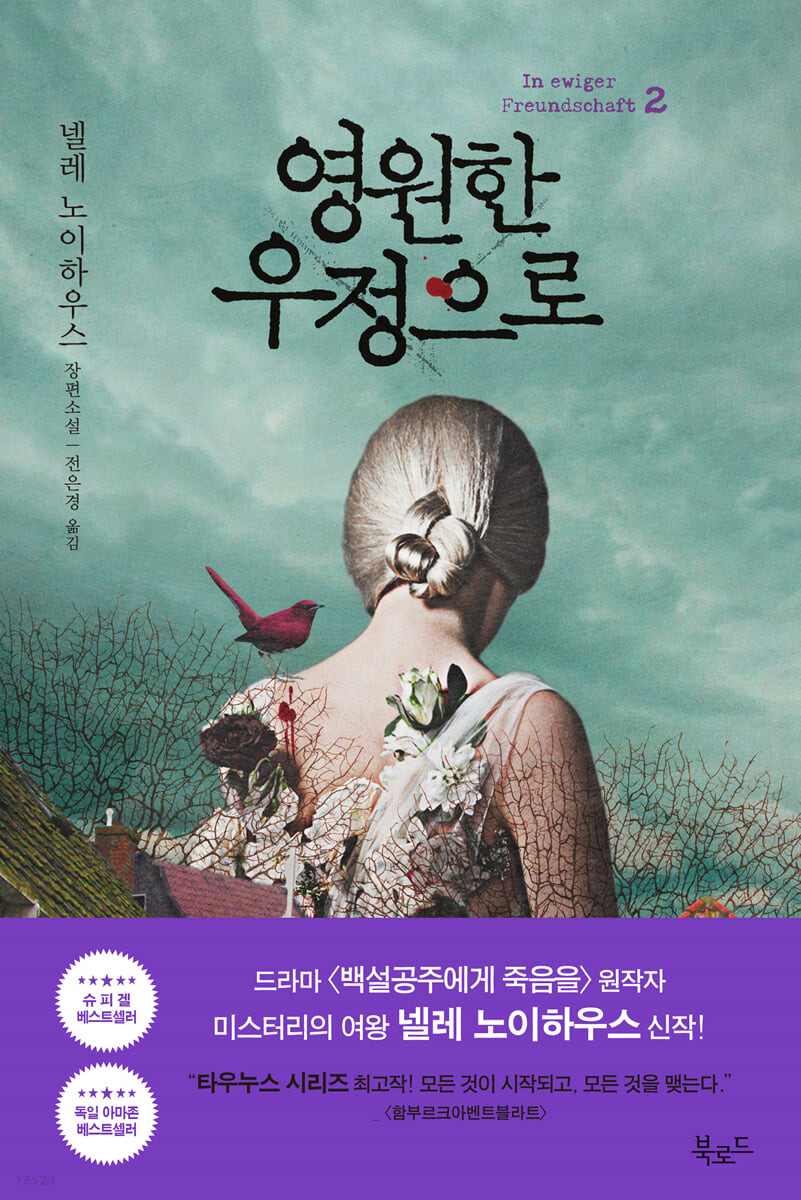 In ewiger
Freundschaft 2
영원한
우정으로
넬레 노이하우스
장편소설 – 전은경 옮김
★★★★★
슈피겔
베스트셀러
드라마 〈백설공주에게 죽음을〉 원작자
미스터리의 여왕 넬레 노이하우스 신작!
★★★★★
독일 아마존
베스트셀러
“타우누스 시리즈 최고작! 모든 것이 시작되고, 모든 것을 맺는다.”
_〈함부르크아벤트블라트〉
북로드
YES24